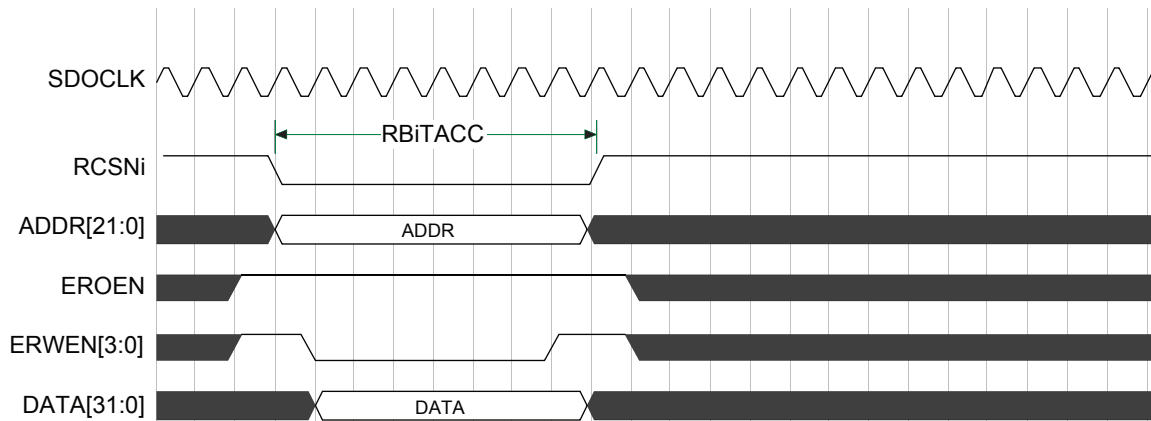 SDOCLK
RBiTACC
RCSNi
ADDR[21:0]
ADDR
EROEN
ERWEN[3:0]
DATA[31:0]
DATA